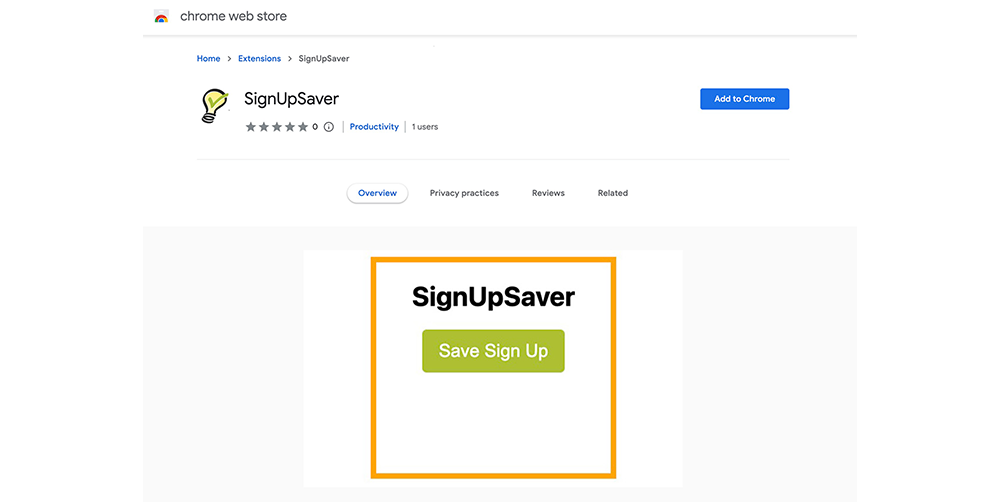 chrome web store
Home > Extensions > SignUpSaver
SignUpSaver
Add to Chrome
0 | Productivity | 1 users
Overview Privacy practices Reviews Related
SignUpSaver
Save Sign Up